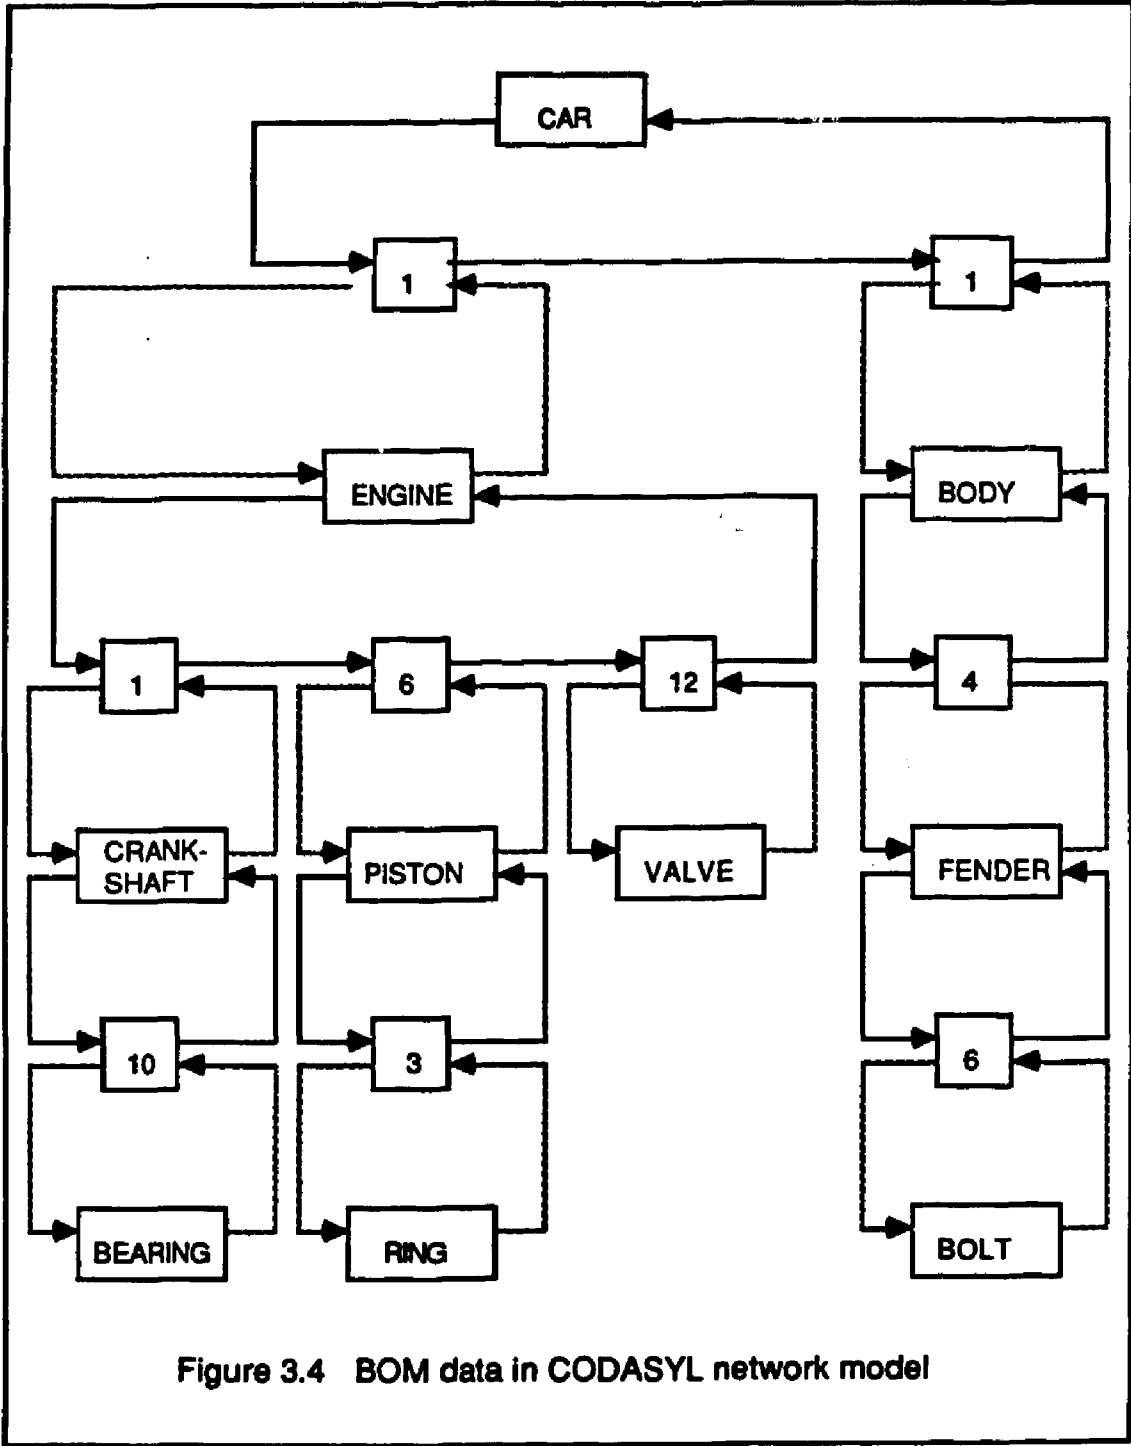 CAR
1
1
ENGINE
BODY
1
6
12
4
CRANK-
SHAFT
PISTON
VALVE
FENDER
10
3
6
BEARING
RING
BOLT
Figure 3.4 BOM data in CODASYL network model